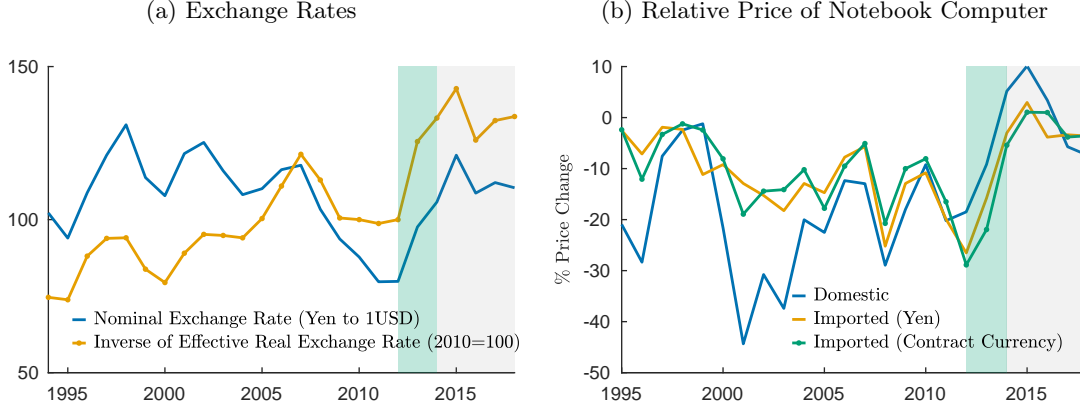 (a) Exchange Rates
150
100
50
1995 2000 2005 2010 2015
Nominal Exchange Rate (Yen to 1USD)
Inverse of Effective Real Exchange Rate (2010=100)
(b) Relative Price of Notebook Computer
% Price Change
10
0
-10
-20
-30
-40
-50
1995 2000 2005 2010 2015
Domestic
Imported (Yen)
Imported (Contract Currency)